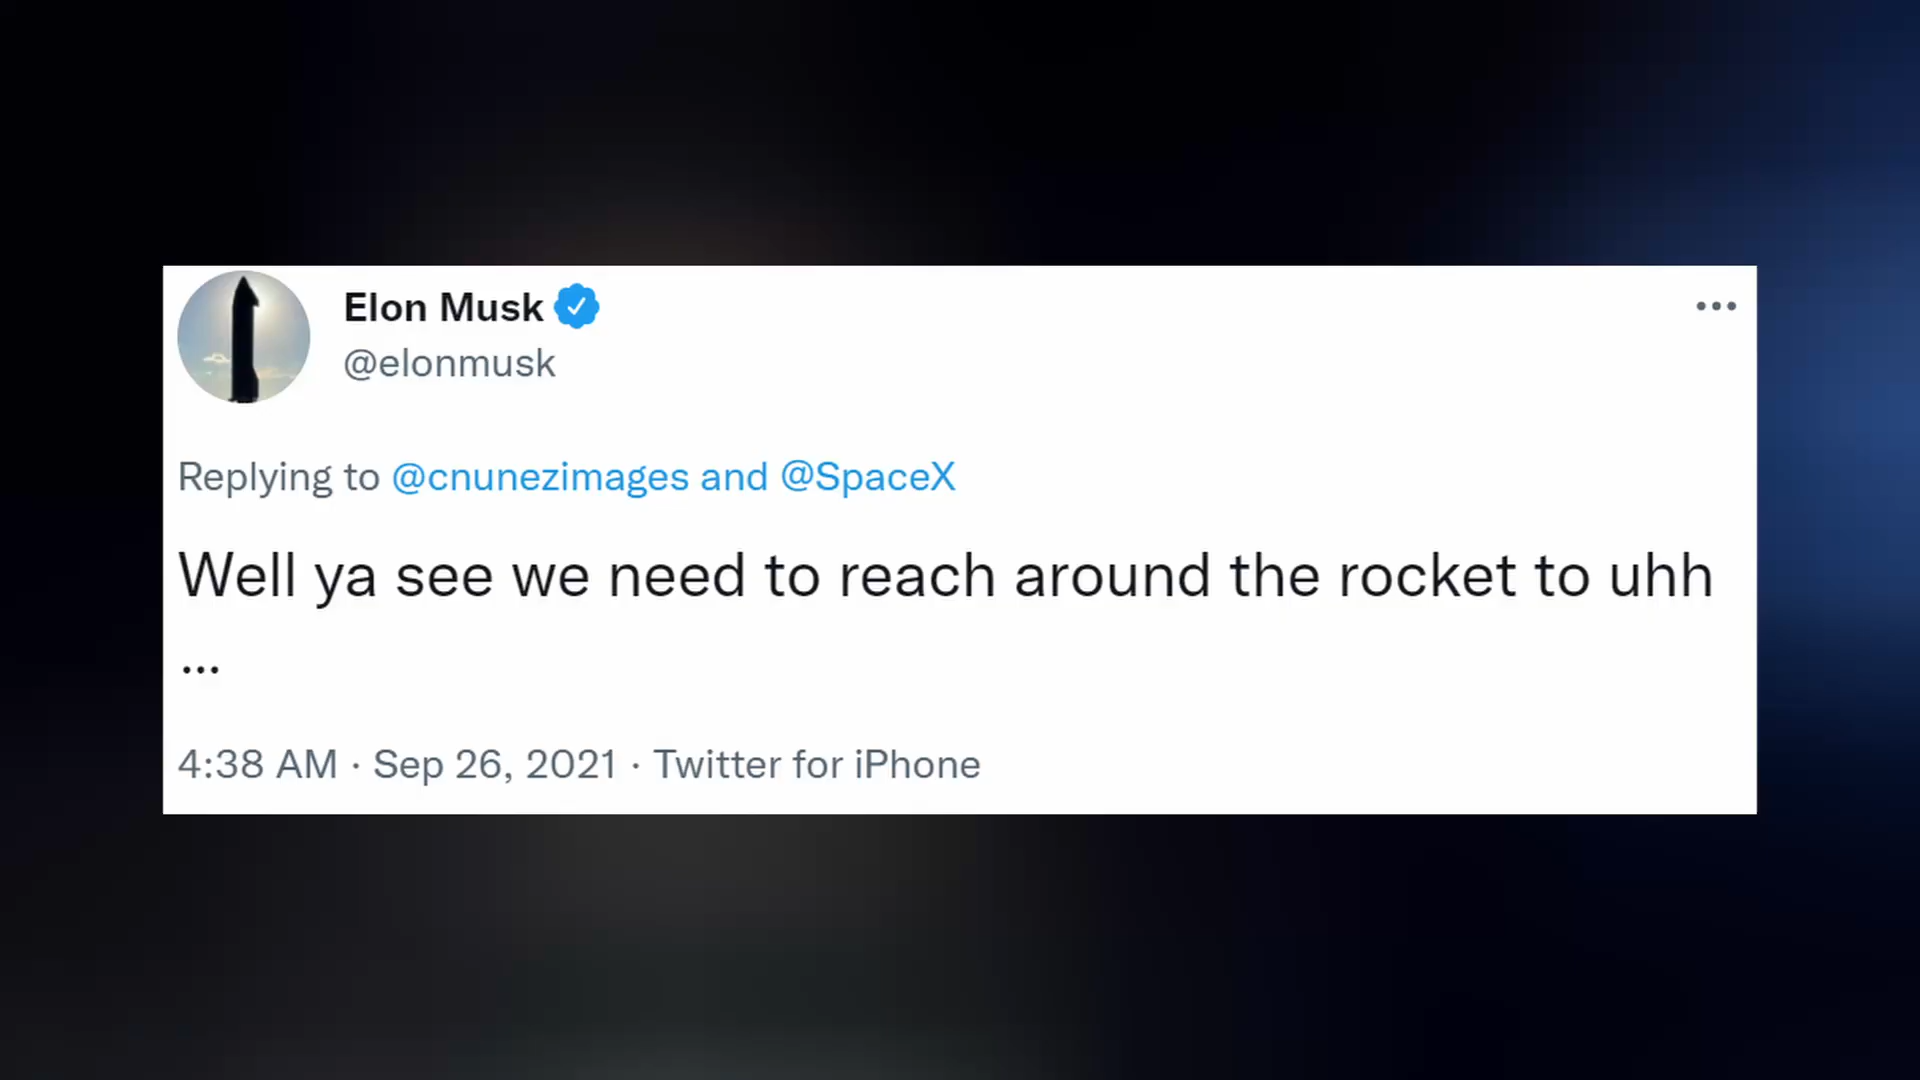 Elon Musk
@elonmusk
Replying to @cnunezimages and @SpaceX
Well ya see we need to reach around the rocket to uhh
...
4:38 AM · Sep 26, 2021 · Twitter for iPhone